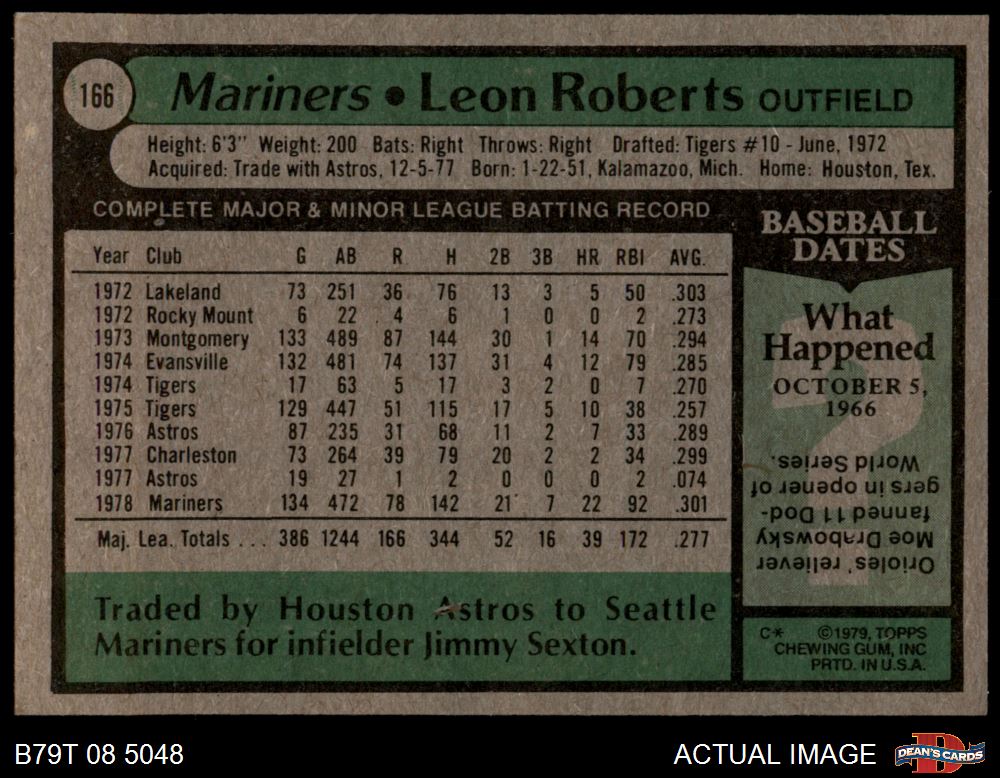 166
Mariners • Leon Roberts OUTFIELD
Height: 6'3" Weight: 200 Bats: Right Throws: Right Drafted: Tigers #10 - June, 1972
Acquired: Trade with Astros, 12-5-77 Born: 1-22-51, Kalamazoo, Mich. Home: Houston, Tex.
COMPLETE MAJOR & MINOR LEAGUE BATTING RECORD
Year Club G AB R H 2B 3B HR RBI AVG.
1972 Lakeland 73 251 36 76 13 3 5 50 .303
1972 Rocky Mount 6 22 4 6 1 0 0 2 .273
1973 Montgomery 133 489 87 144 30 1 14 70 .294
1974 Evansville 132 481 74 137 31 4 12 79 .285
1974 Tigers 17 63 5 17 3 2 0 7 .270
1975 Tigers 129 447 51 115 17 5 10 38 .257
1976 Astros 87 235 31 68 11 2 7 33 .289
1977 Charleston 73 264 39 79 20 2 2 34 .299
1977 Astros 19 27 1 2 0 0 0 2 .074
1978 Mariners 134 472 78 142 21 7 22 92 .301
Maj. Lea. Totals . . . 386 1244 166 344 52 16 39 172 .277
Traded by Houston Astros to Seattle
Mariners for infielder Jimmy Sexton.
BASEBALL
DATES
What
Happened
OCTOBER 5,
1966
Orioles' reliever
Moe Drabowsky
fanned 11 Dod-
gers in opener of
World Series.
C* ©1979, TOPPS
CHEWING GUM, INC
PRTD. IN U.S.A.
B79T 08 5048
ACTUAL IMAGE
DEAN'S CARDS